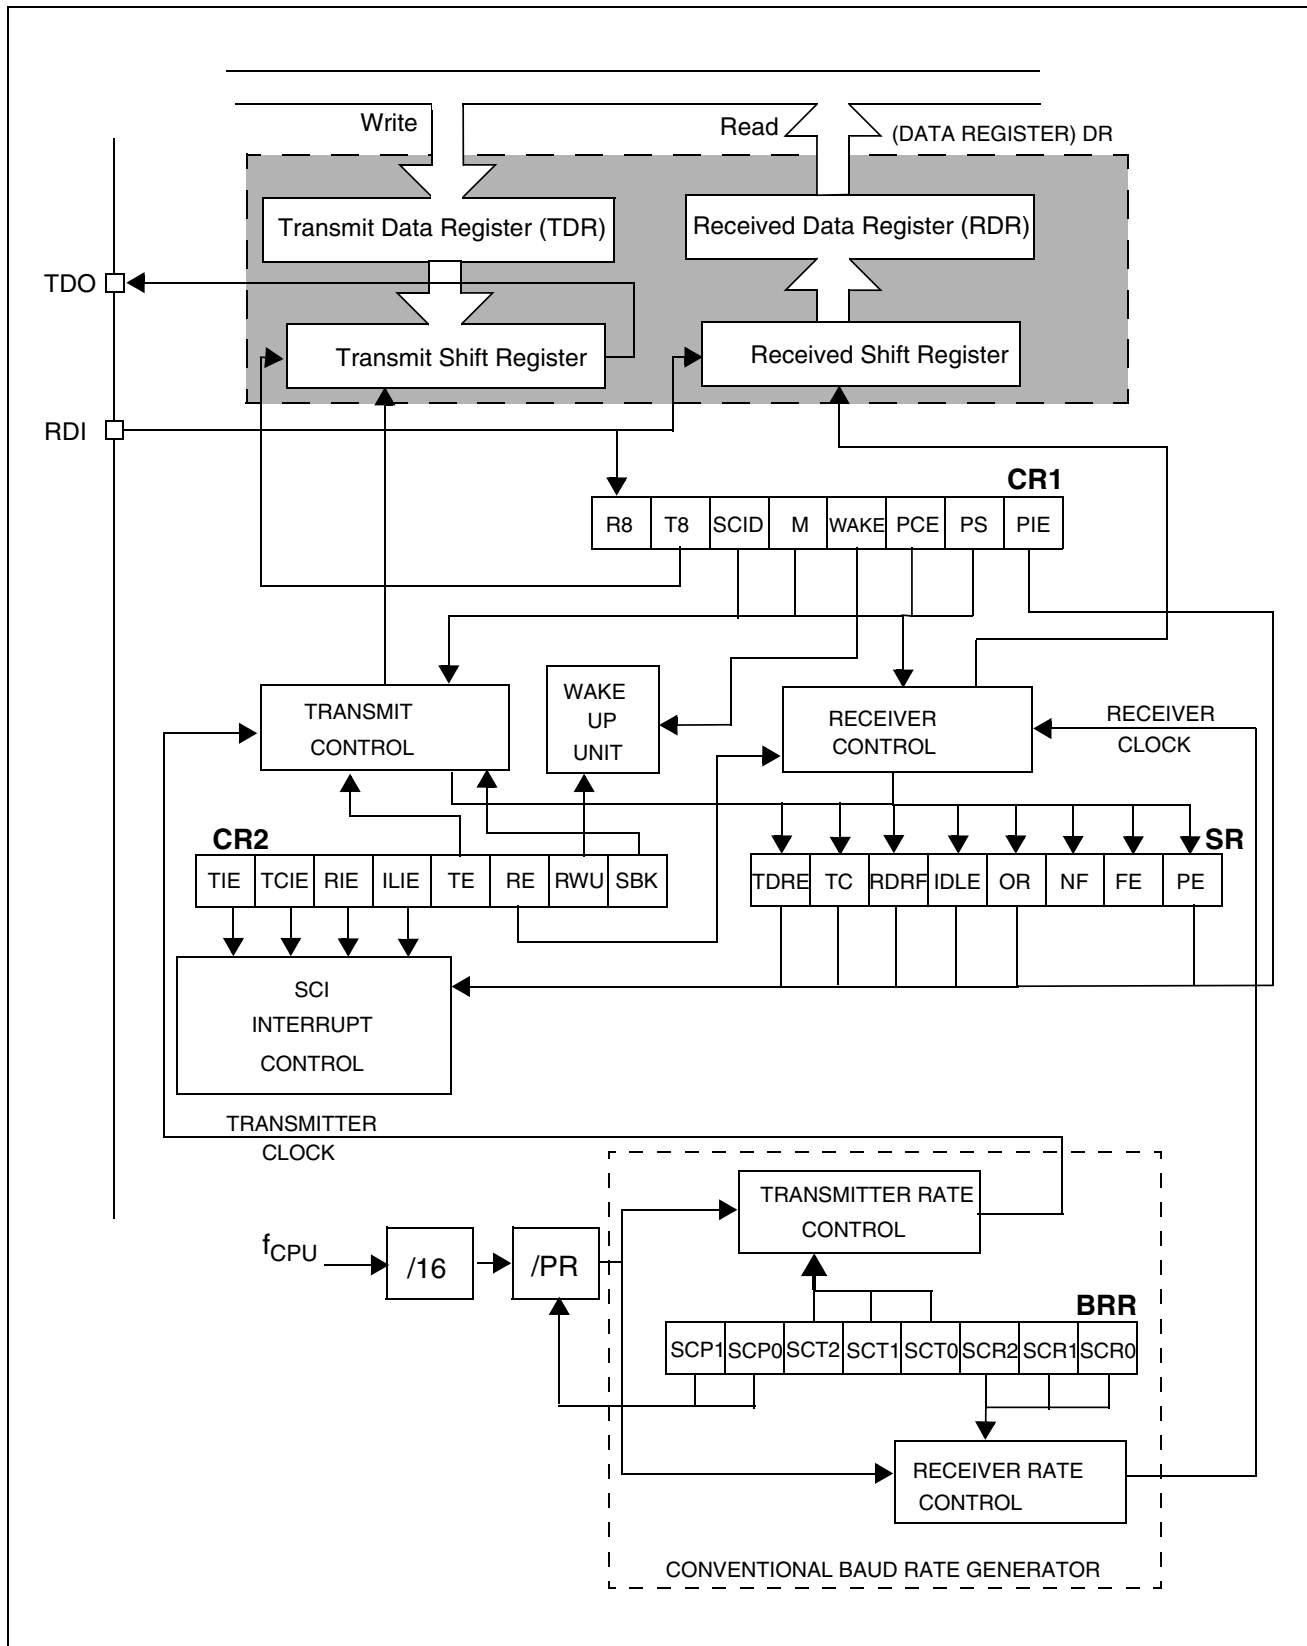 Write
Read
(DATA REGISTER) DR
Transmit Data Register (TDR)
Received Data Register (RDR)
TDO
Transmit Shift Register
Received Shift Register
RDI
CR1
R8 T8 SCID M WAKE PCE PS PIE
TRANSMIT
CONTROL
WAKE
UP
UNIT
RECEIVER
CONTROL
RECEIVER
CLOCK
CR2
TIE TCIE RIE ILIE TE RE RWU SBK
SR
TDRE TC RDRF IDLE OR NF FE PE
SCI
INTERRUPT
CONTROL
TRANSMITTER
CLOCK
TRANSMITTER RATE
CONTROL
fCPU
/16
/PR
BRR
SCP1 SCP0 SCT2 SCT1 SCT0 SCR2 SCR1 SCR0
RECEIVER RATE
CONTROL
CONVENTIONAL BAUD RATE GENERATOR